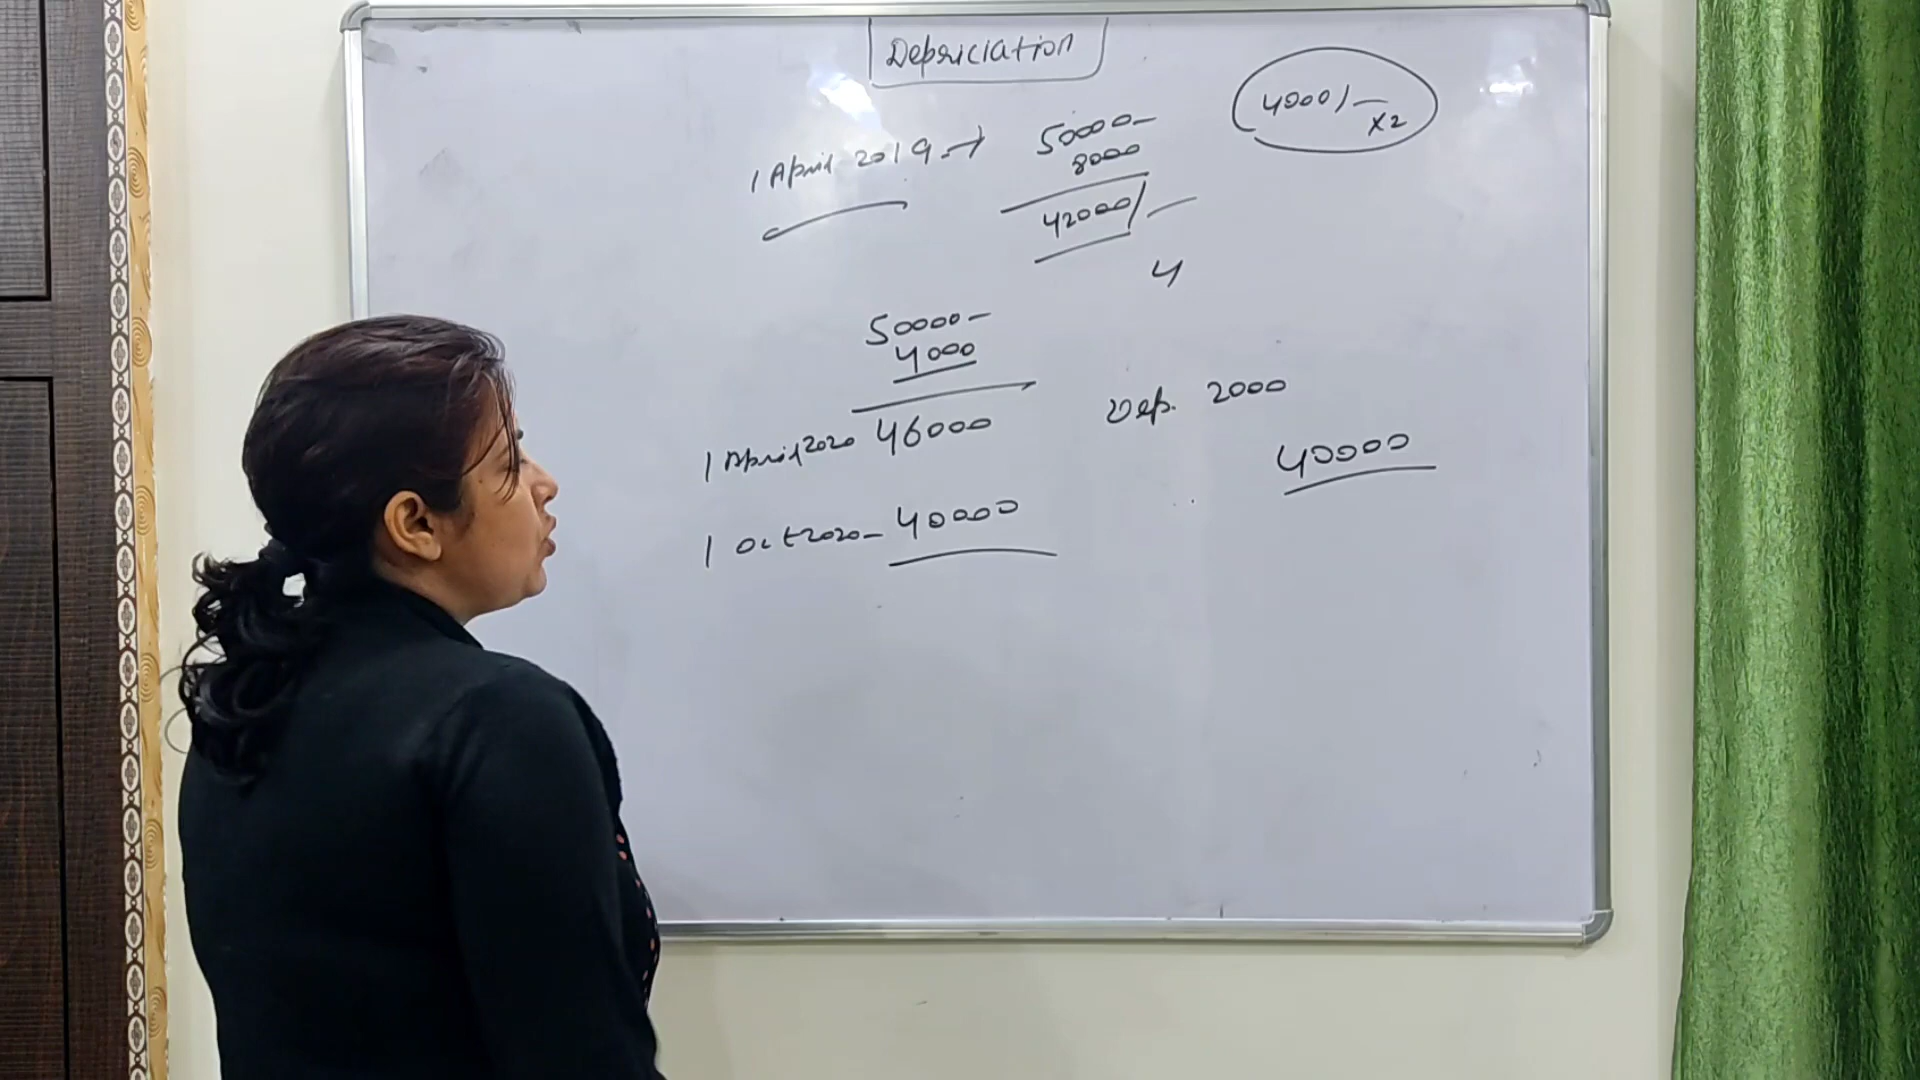 Depriciation
4000/-
x2
1 April 2019 → 50000-
8000
42000/-
4
50000-
4000
1 April 2020 46000
Dep. 2000
40000
1 Oct 2020- 40000